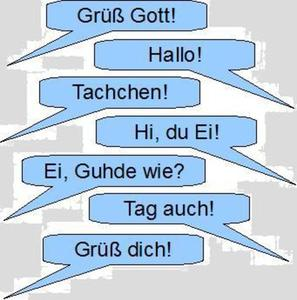 Grüß Gott!
Hallo!
Tachchen!
Hi, du Ei!
Ei, Guhde wie?
Tag auch!
Grüß dich!